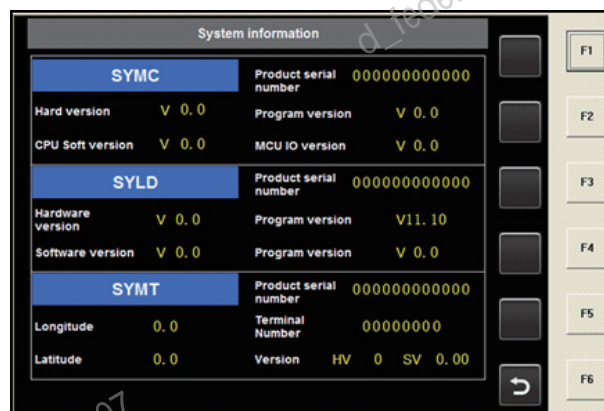 System information
SYMC
Product serial number 000000000000
Hard version V 0.0 Program version V 0.0
CPU Soft version V 0.0 MCU IO version V 0.0
SYLD
Product serial number 000000000000
Hardware version V 0.0 Program version V11.10
Software version V 0.0 Program version V 0.0
SYMT
Product serial number 000000000000
Longitude 0.0 Terminal Number 00000000
Latitude 0.0 Version HV 0 SV 0.00
F1
F2
F3
F4
F5
F6